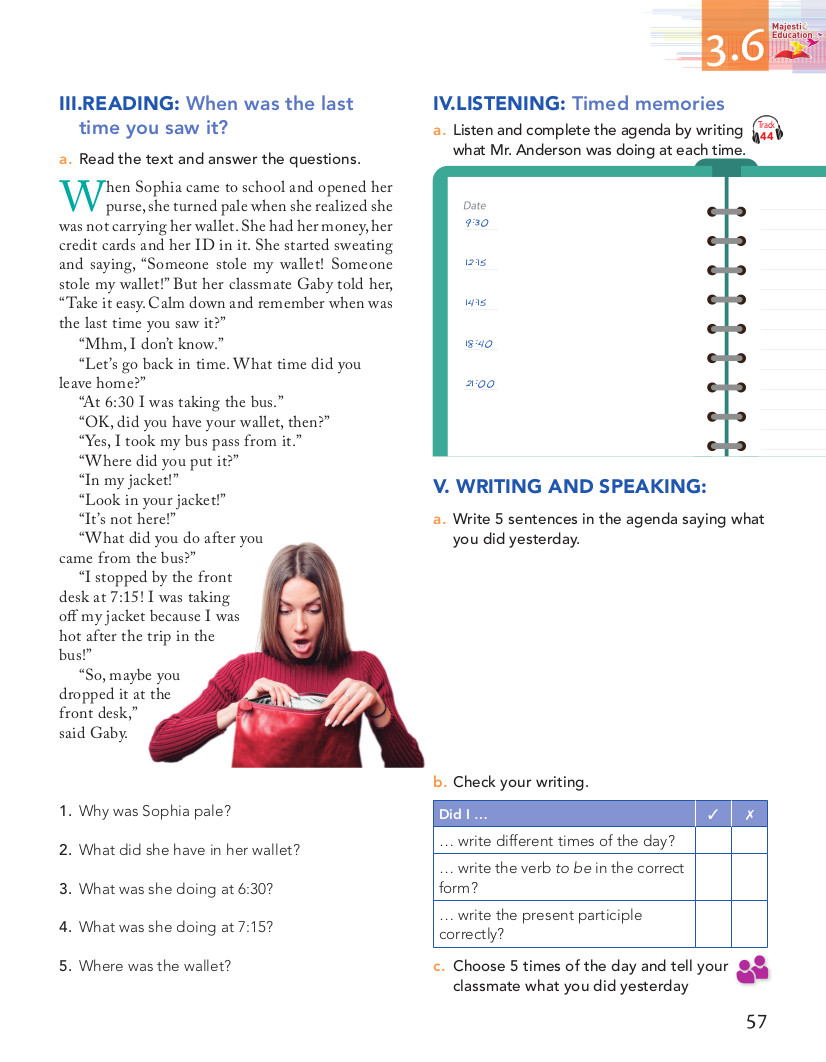 3.6
Majestic Education
III.READING: When was the last
time you saw it?
a. Read the text and answer the questions.
When Sophia came to school and opened her
purse, she turned pale when she realized she
was not carrying her wallet. She had her money, her
credit cards and her ID in it. She started sweating
and saying, “Someone stole my wallet! Someone
stole my wallet!” But her classmate Gaby told her,
“Take it easy. Calm down and remember when was
the last time you saw it?”
“Mhm, I don’t know.”
“Let’s go back in time. What time did you
leave home?”
“At 6:30 I was taking the bus.”
“OK, did you have your wallet, then?”
“Yes, I took my bus pass from it.”
“Where did you put it?”
“In my jacket!”
“Look in your jacket!”
“It’s not here!”
“What did you do after you
came from the bus?”
“I stopped by the front
desk at 7:15! I was taking
off my jacket because I was
hot after the trip in the
bus!”
“So, maybe you
dropped it at the
front desk,”
said Gaby.
1. Why was Sophia pale?
2. What did she have in her wallet?
3. What was she doing at 6:30?
4. What was she doing at 7:15?
5. Where was the wallet?
IV.LISTENING: Timed memories
a. Listen and complete the agenda by writing
what Mr. Anderson was doing at each time.
Track
44
Date
9:30
12:15
14:15
18:40
21:00
V. WRITING AND SPEAKING:
a. Write 5 sentences in the agenda saying what
you did yesterday.
b. Check your writing.
Did I ... ✓ ✗
... write different times of the day?
... write the verb to be in the correct
form?
... write the present participle
correctly?
c. Choose 5 times of the day and tell your
classmate what you did yesterday
57